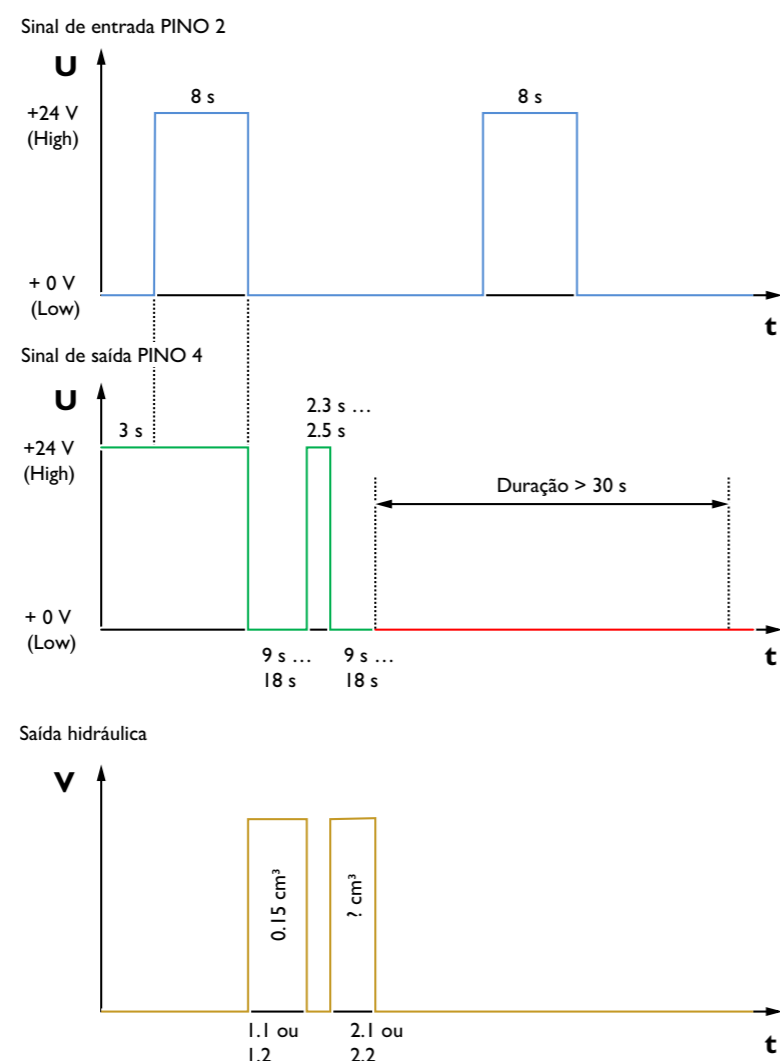 Sinal de entrada PINO 2
U
8 s
8 s
+24 V
(High)
+ 0 V
(Low)
t
Sinal de saída PINO 4
U
2.3 s …
2.5 s
3 s
+24 V
(High)
Duração > 30 s
+ 0 V
(Low)
t
9 s …
18 s
9 s …
18 s
Saída hidráulica
V
0.15 cm³
? cm³
1.1 ou
1.2
2.1 ou
2.2
t